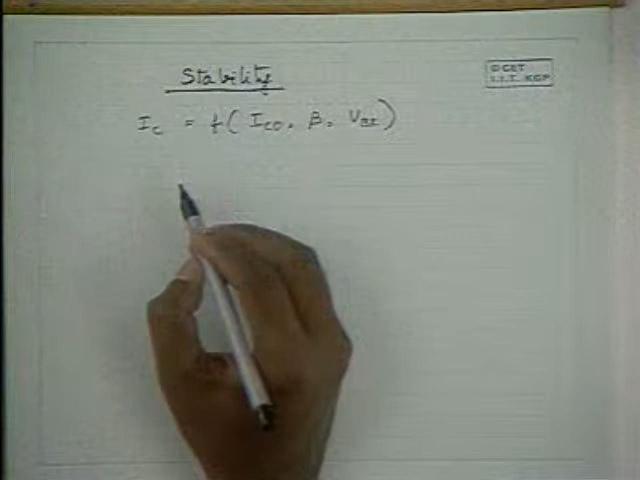 Stability
© CET
I.I.T. KGP
I_C = f( I_CO, β, V_BE)